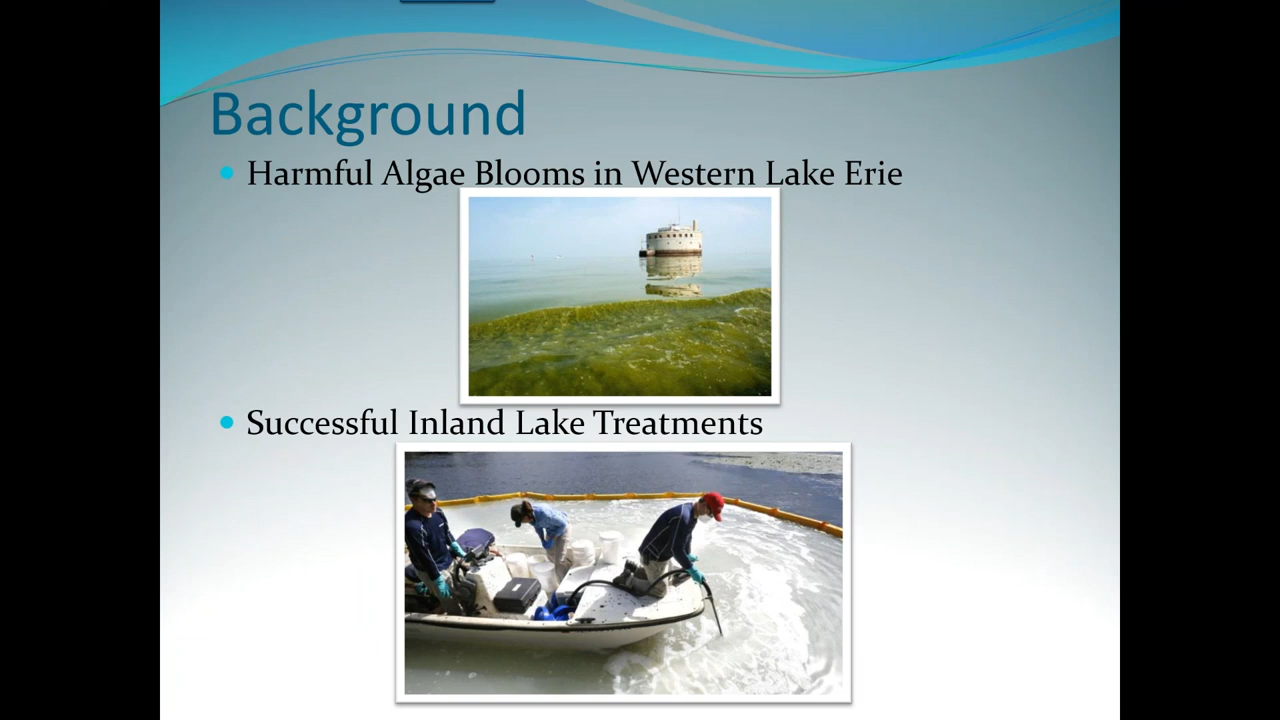 Background
Harmful Algae Blooms in Western Lake Erie
Successful Inland Lake Treatments